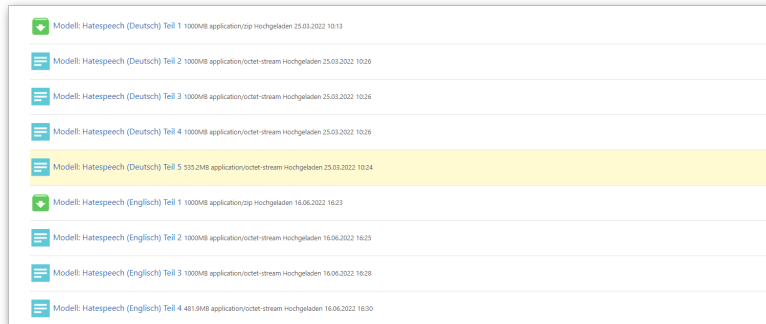 Modell: Hatespeech (Deutsch) Teil 1 1000MB application/zip Hochgeladen 25.03.2022 10:13
Modell: Hatespeech (Deutsch) Teil 2 1000MB application/octet-stream Hochgeladen 25.03.2022 10:26
Modell: Hatespeech (Deutsch) Teil 3 1000MB application/octet-stream Hochgeladen 25.03.2022 10:26
Modell: Hatespeech (Deutsch) Teil 4 1000MB application/octet-stream Hochgeladen 25.03.2022 10:26
Modell: Hatespeech (Deutsch) Teil 5 535.2MB application/octet-stream Hochgeladen 25.03.2022 10:24
Modell: Hatespeech (Englisch) Teil 1 1000MB application/zip Hochgeladen 16.06.2022 16:23
Modell: Hatespeech (Englisch) Teil 2 1000MB application/octet-stream Hochgeladen 16.06.2022 16:25
Modell: Hatespeech (Englisch) Teil 3 1000MB application/octet-stream Hochgeladen 16.06.2022 16:28
Modell: Hatespeech (Englisch) Teil 4 481.9MB application/octet-stream Hochgeladen 16.06.2022 16:30